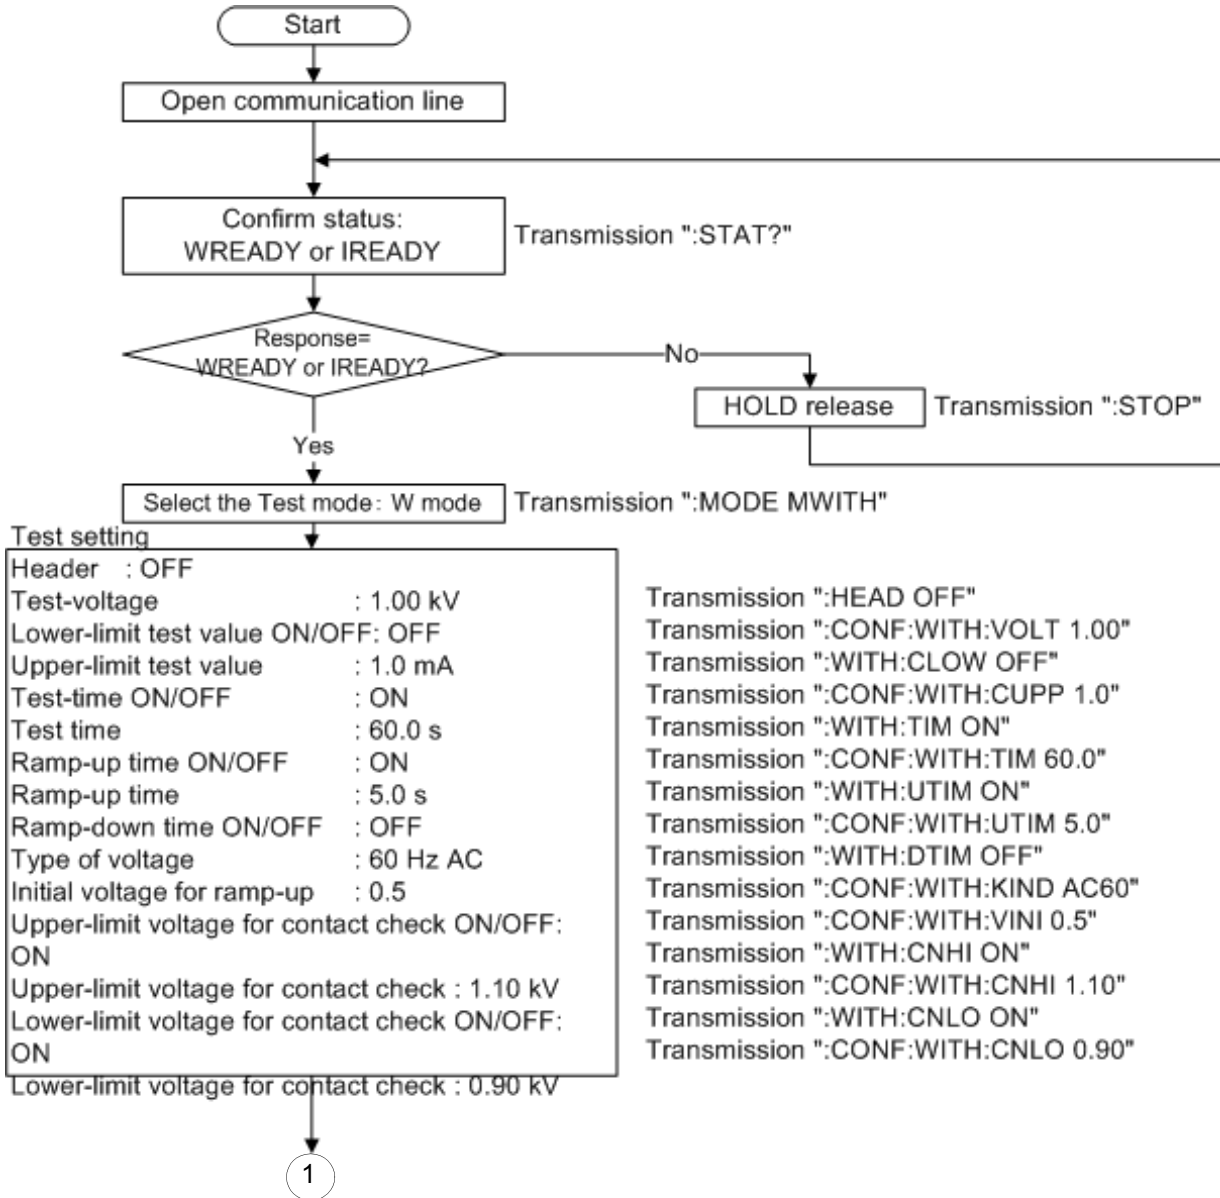 Start
Open communication line
Confirm status:
WREADY or IREADY
Transmission ":STAT?"
Response=
WREADY or IREADY?
No
HOLD release
Transmission ":STOP"
Yes
Select the Test mode: W mode
Transmission ":MODE MWITH"
Test setting
Header : OFF
Test-voltage : 1.00 kV
Lower-limit test value ON/OFF: OFF
Upper-limit test value : 1.0 mA
Test-time ON/OFF : ON
Test time : 60.0 s
Ramp-up time ON/OFF : ON
Ramp-up time : 5.0 s
Ramp-down time ON/OFF : OFF
Type of voltage : 60 Hz AC
Initial voltage for ramp-up : 0.5
Upper-limit voltage for contact check ON/OFF:
ON
Upper-limit voltage for contact check : 1.10 kV
Lower-limit voltage for contact check ON/OFF:
ON
Lower-limit voltage for contact check : 0.90 kV
Transmission ":HEAD OFF"
Transmission ":CONF:WITH:VOLT 1.00"
Transmission ":WITH:CLOW OFF"
Transmission ":CONF:WITH:CUPP 1.0"
Transmission ":WITH:TIM ON"
Transmission ":CONF:WITH:TIM 60.0"
Transmission ":WITH:UTIM ON"
Transmission ":CONF:WITH:UTIM 5.0"
Transmission ":WITH:DTIM OFF"
Transmission ":CONF:WITH:KIND AC60"
Transmission ":CONF:WITH:VINI 0.5"
Transmission ":WITH:CNHI ON"
Transmission ":CONF:WITH:CNHI 1.10"
Transmission ":WITH:CNLO ON"
Transmission ":CONF:WITH:CNLO 0.90"
1